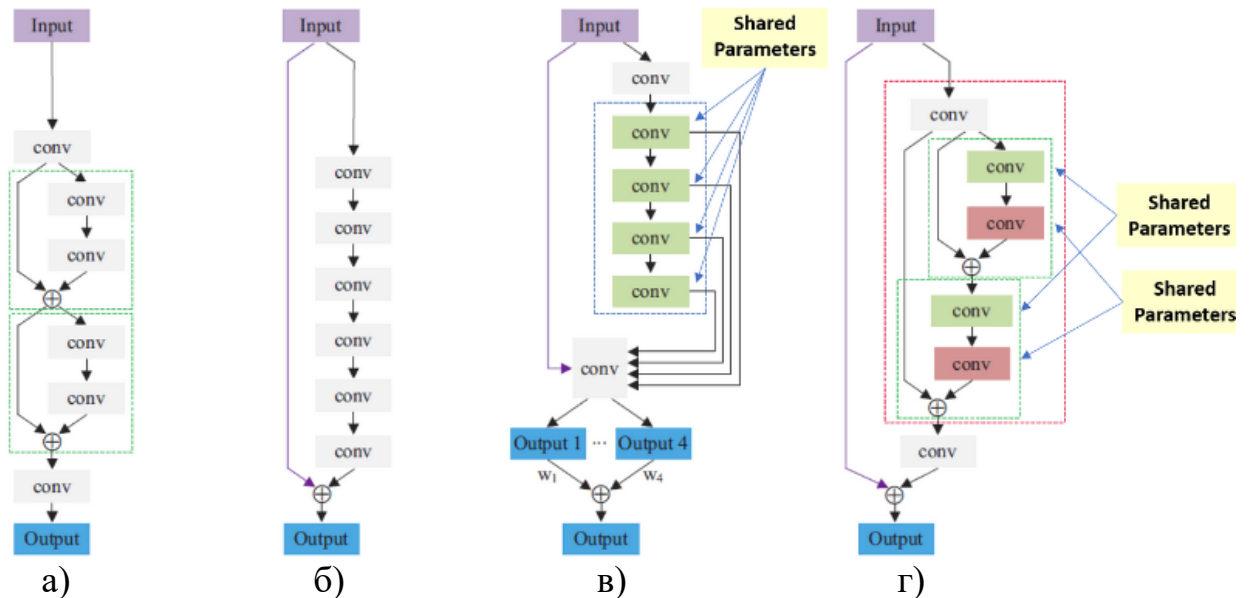 Input
conv
conv
conv
conv
conv
conv
Output
а)
Input
conv
conv
conv
conv
conv
conv
Output
б)
Input
Shared
Parameters
conv
conv
conv
conv
conv
conv
Output 1 ... Output 4
w₁ w₄
Output
в)
Input
conv
conv
conv
conv
conv
conv
Shared
Parameters
Shared
Parameters
Output
г)